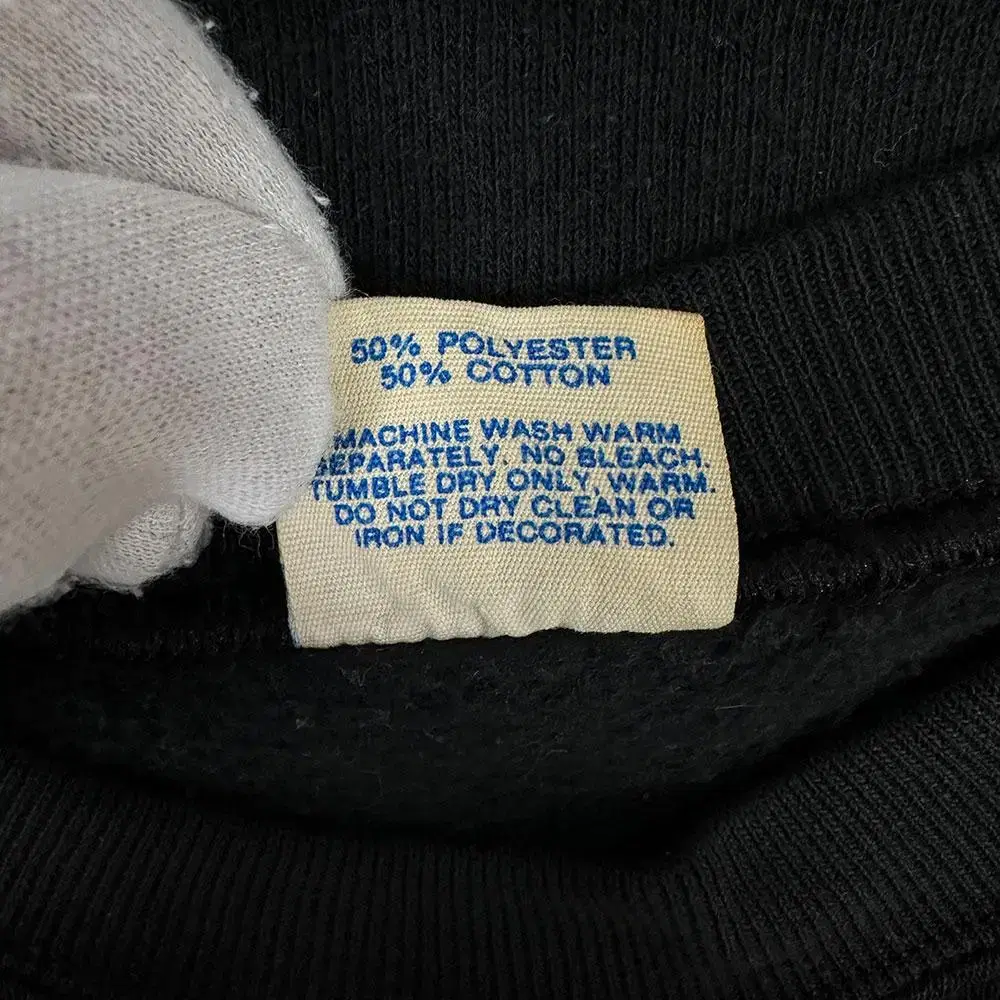 50% POLYESTER
50% COTTON
MACHINE WASH WARM
SEPARATELY, NO BLEACH.
TUMBLE DRY ONLY, WARM.
DO NOT DRY CLEAN OR
IRON IF DECORATED.